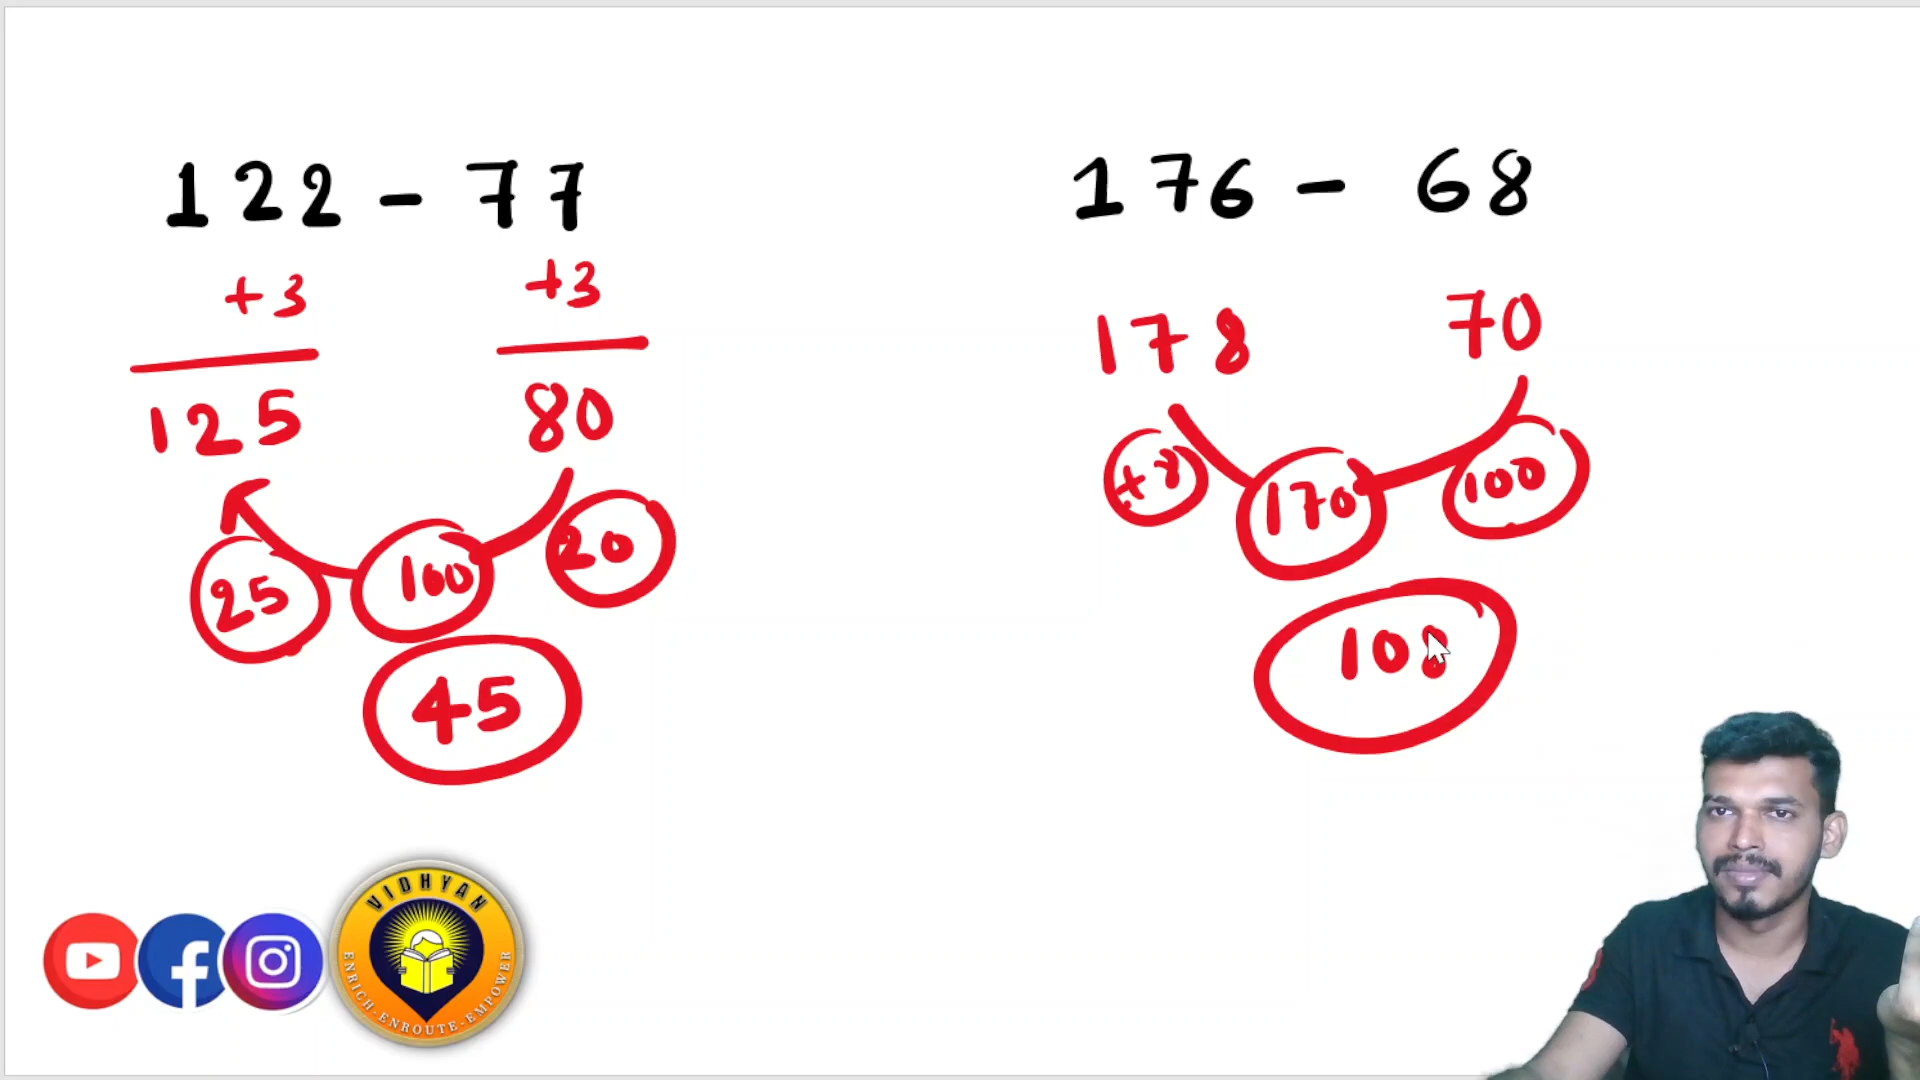 122 - 77
+3 +3
125 80
25 100 20
45
176 - 68
178 70
+8 170 100
108
VIDHYAN
ENRICH-ENROUTE-EMPOWER